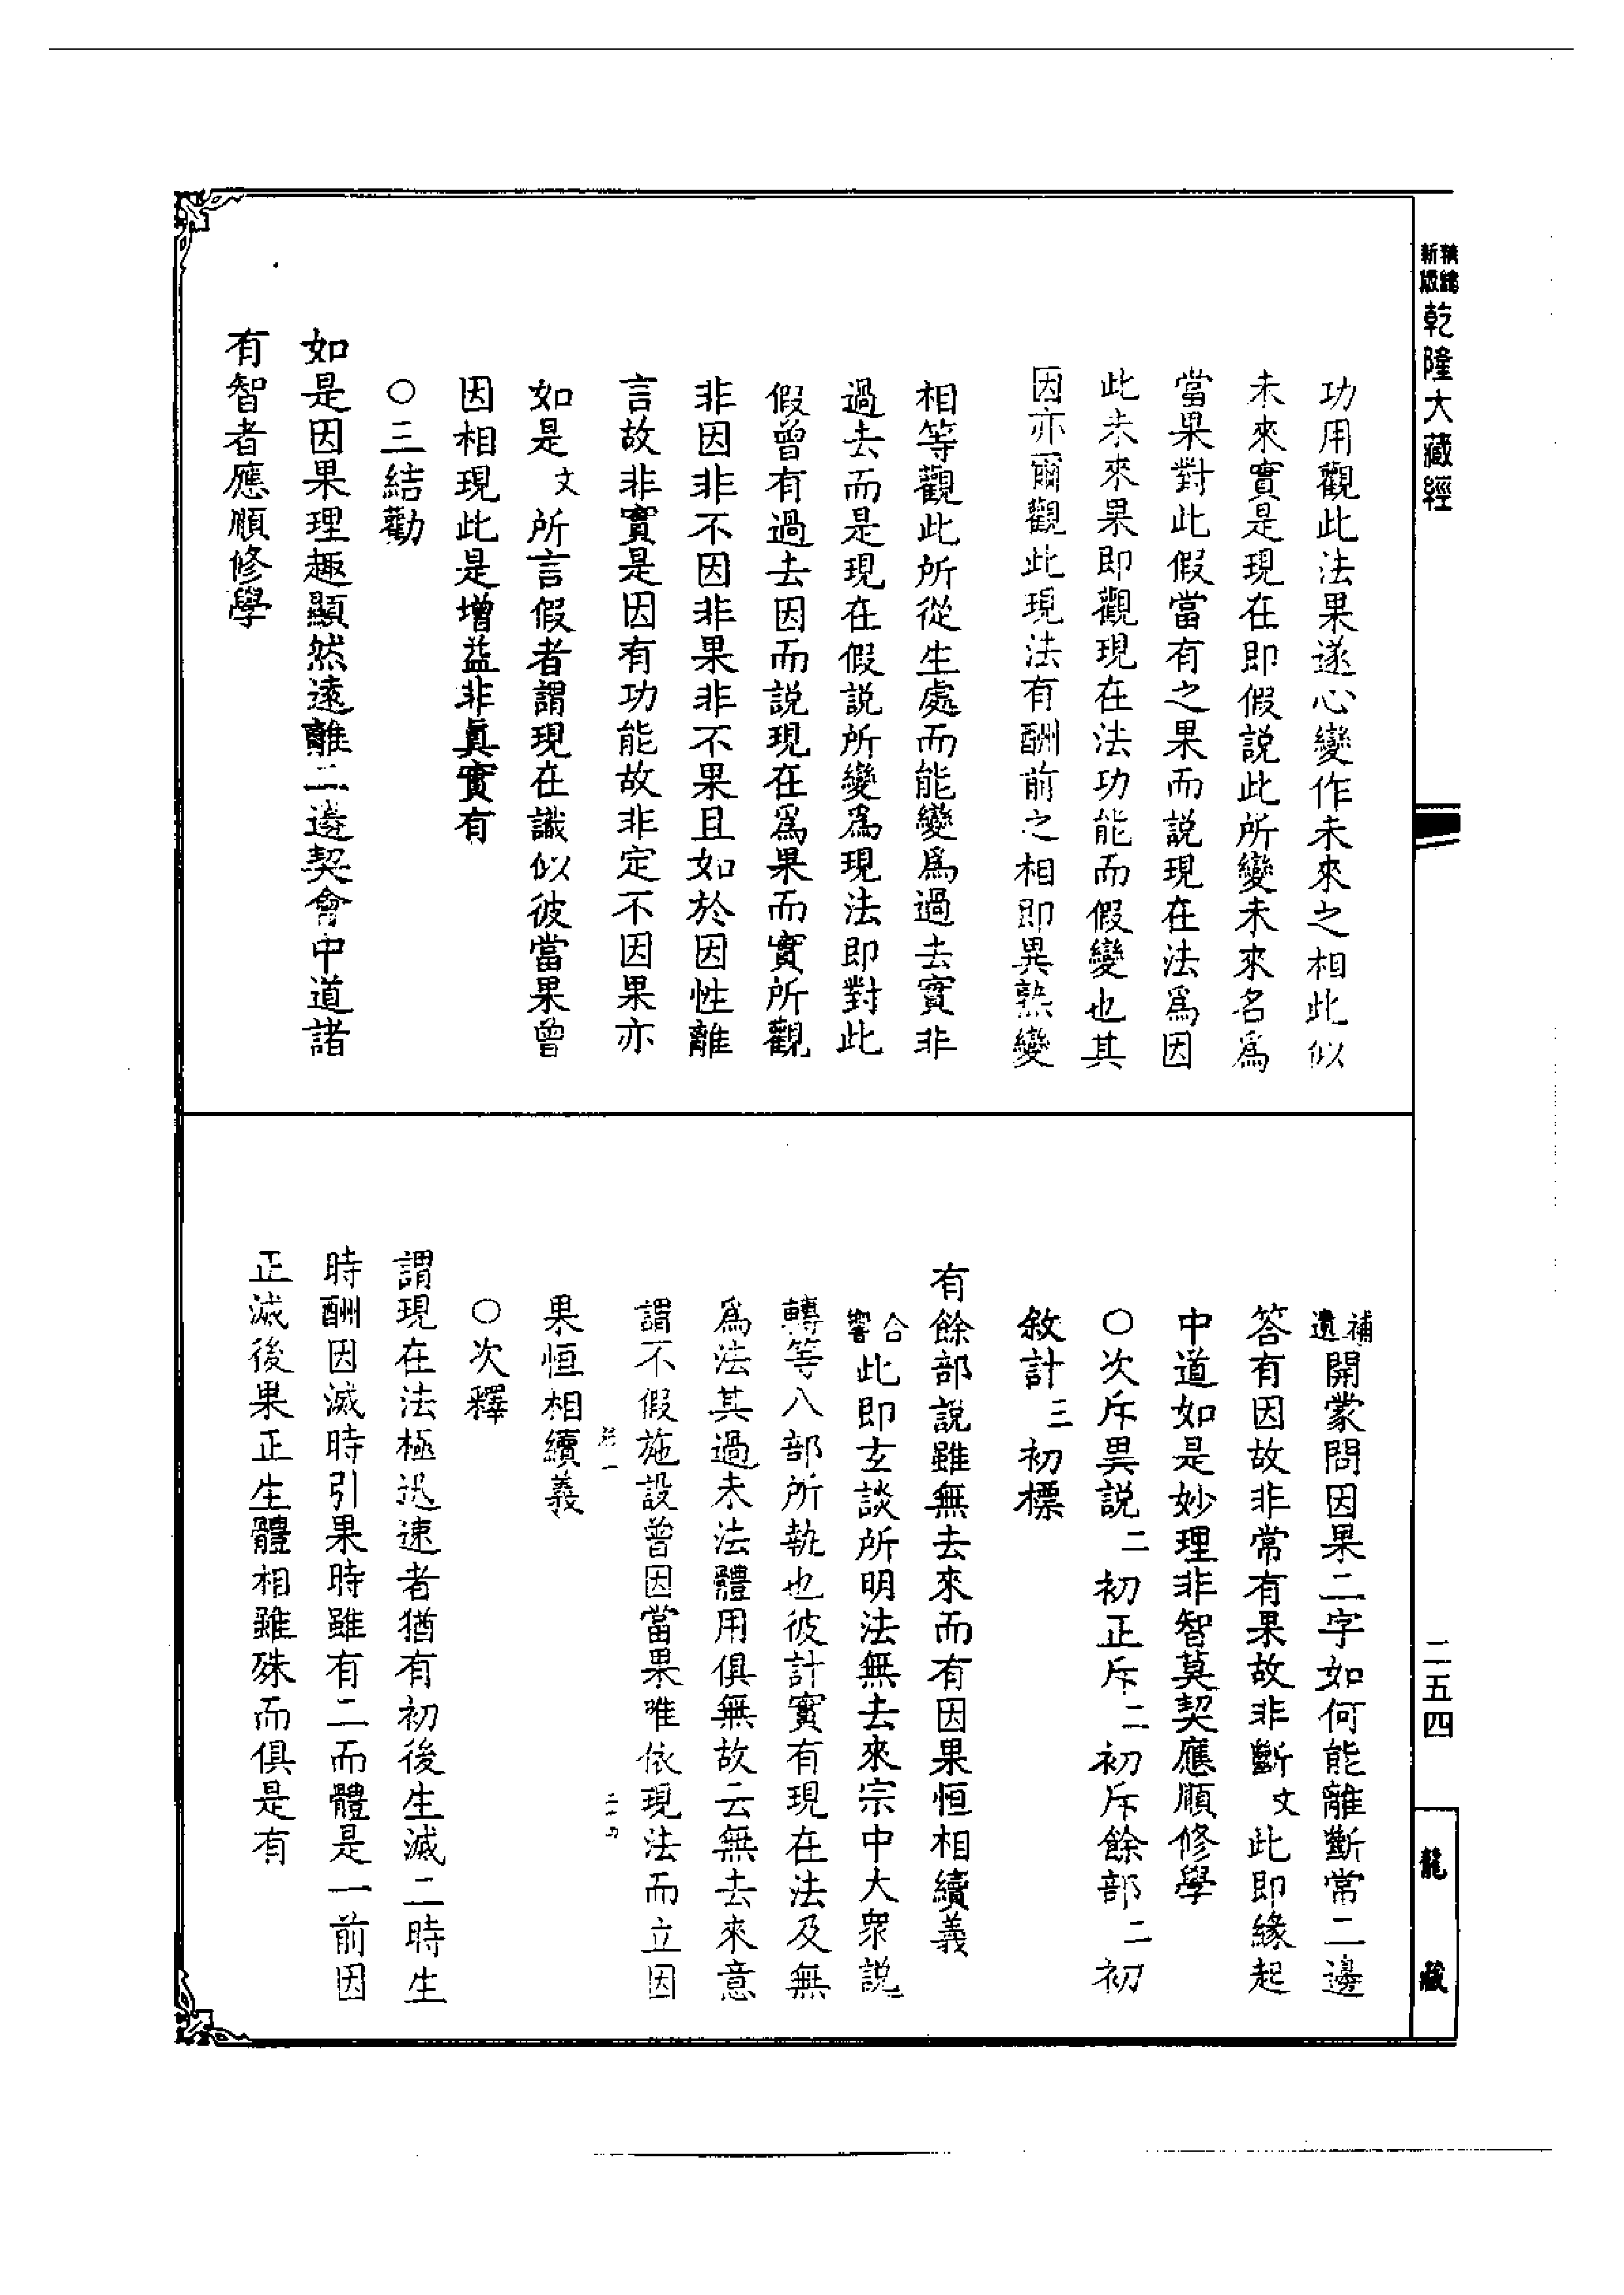 新編
新版
乾隆大藏經
功用觀此法果遂心變作未來之相此似
未來實是現在即假說此所變未來名爲
當果對此假當有之果而說現在法爲因
此未來果即觀現在法功能而假變也其
因亦爾觀此現法有酬前之相即異熟變
相等觀此所從生處而能變爲過去實非
過去而是現在假說所變爲現法即對此
假曾有過去因而說現在爲果而實所觀
非因非不因非果非不果且如於因性離
言故非實是因有功能故非定不因果亦
如是文所言假者謂現在識似彼當果曾
因相現此是增益非眞實有
○三結勸
如是因果理趣顯然遠離二邊契會中道諸
有智者應順修學
補遺開蒙問因果二字如何能離斷常二邊
答有因故非常有果故非斷文此即緣起
中道如是妙理非智莫契應順修學
○次斥異說二初正斥二初斥餘部二初
敘計三初標
有餘部說雖無去來而有因果恒相續義
合響此即玄談所明法無去來宗中大衆說
轉等八部所執也彼計實有現在法及無
爲法其過未法體用俱無故云無去來意
謂不假施設曾因當果唯依現法而立因
果恒相續義
○次釋
謂現在法極迅速者猶有初後生滅二時生
時酬因滅時引果時雖有二而體是一前因
正滅後果正生體相雖殊而俱是有
二五四
龍藏